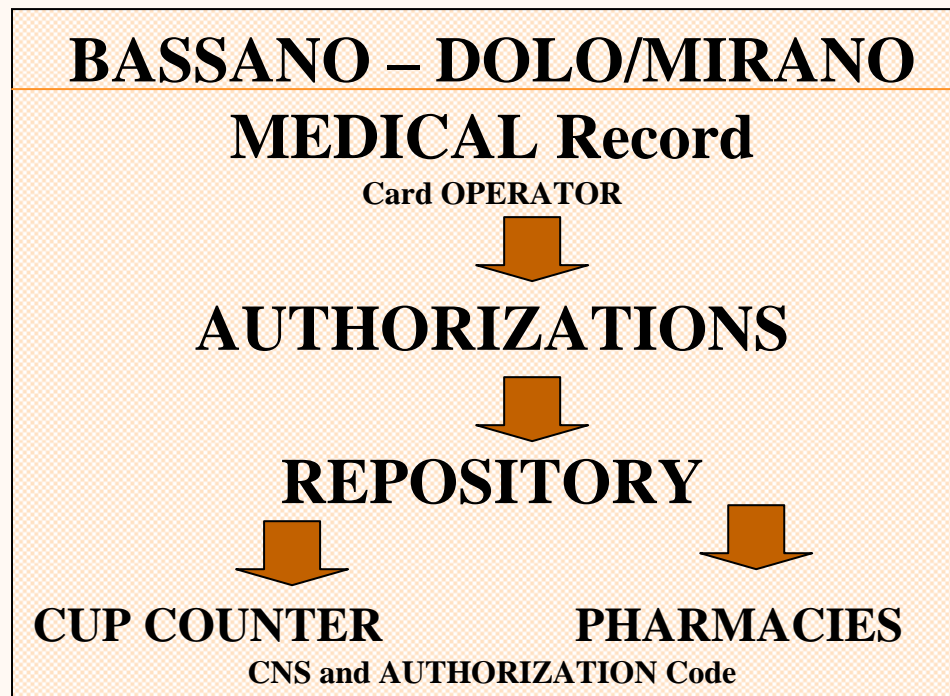 BASSANO – DOLO/MIRANO
MEDICAL Record
Card OPERATOR
AUTHORIZATIONS
REPOSITORY
CUP COUNTER PHARMACIES
CNS and AUTHORIZATION Code